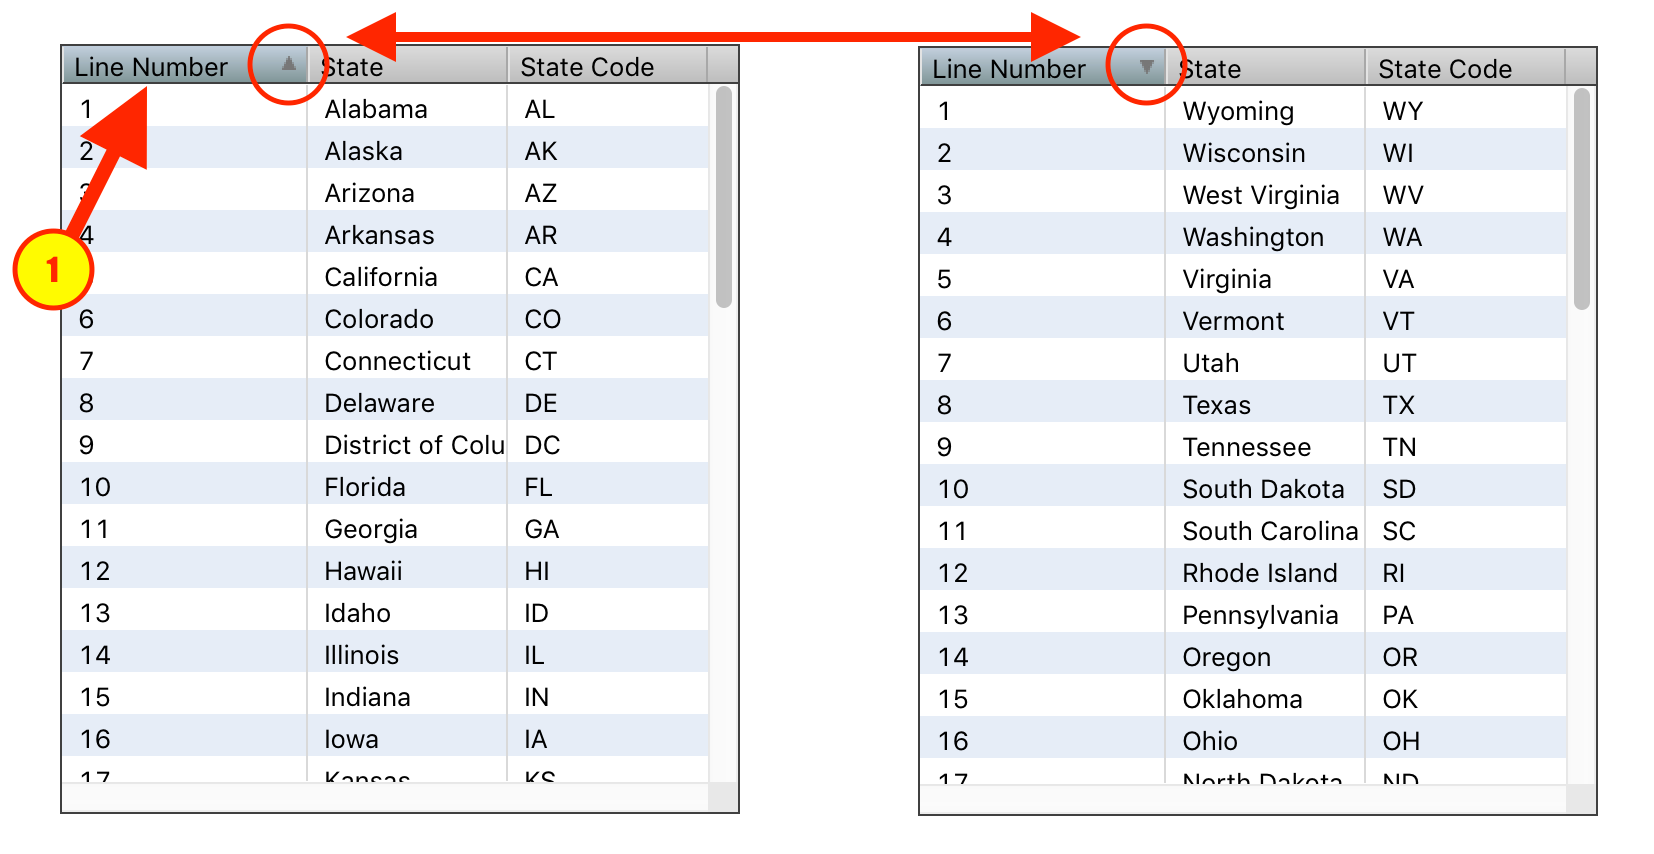 Line Number State State Code
1 Alabama AL
2 Alaska AK
3 Arizona AZ
4 Arkansas AR
California CA
6 Colorado CO
7 Connecticut CT
8 Delaware DE
9 District of Colu DC
10 Florida FL
11 Georgia GA
12 Hawaii HI
13 Idaho ID
14 Illinois IL
15 Indiana IN
16 Iowa IA
17 Kansas KS
1
Line Number State State Code
1 Wyoming WY
2 Wisconsin WI
3 West Virginia WV
4 Washington WA
5 Virginia VA
6 Vermont VT
7 Utah UT
8 Texas TX
9 Tennessee TN
10 South Dakota SD
11 South Carolina SC
12 Rhode Island RI
13 Pennsylvania PA
14 Oregon OR
15 Oklahoma OK
16 Ohio OH
17 North Dakota ND